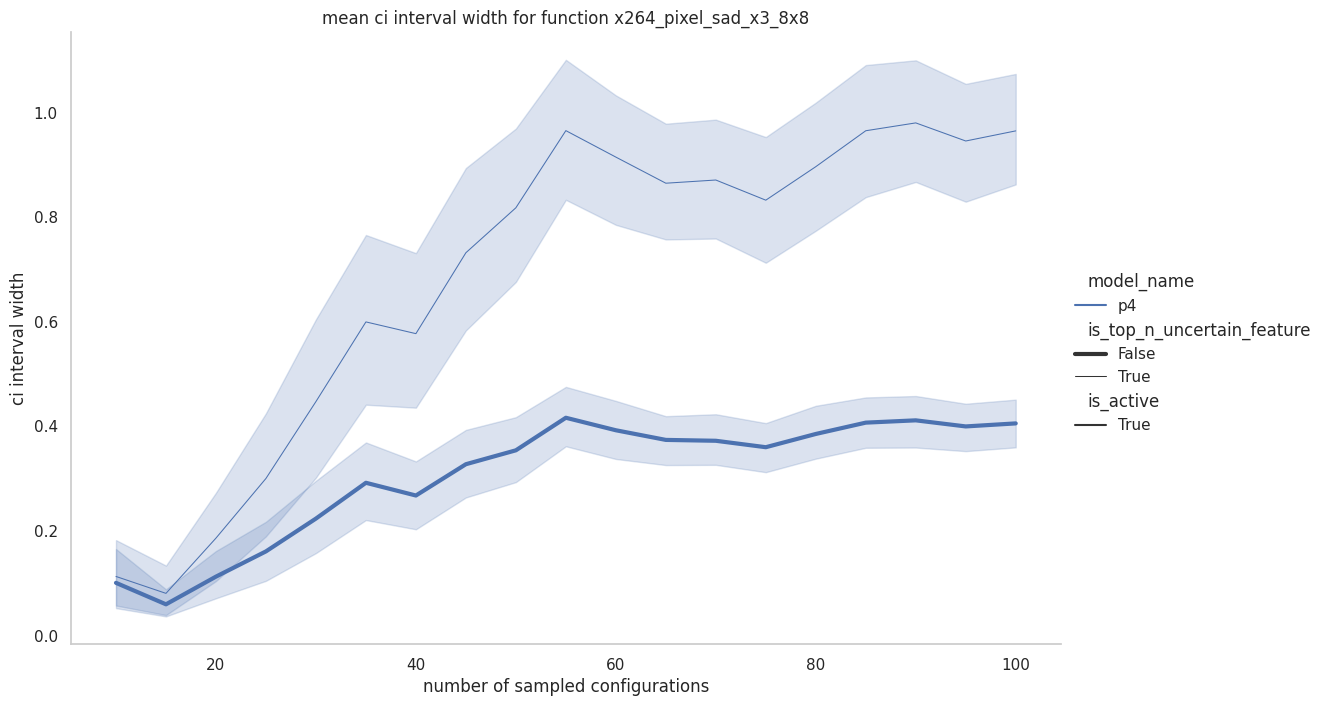 mean ci interval width for function x264_pixel_sad_x3_8x8
1.0
0.8
0.6
0.4
0.2
0.0
ci interval width
20
40
60
80
100
number of sampled configurations
model_name
p4
is_top_n_uncertain_feature
False
True
is_active
True